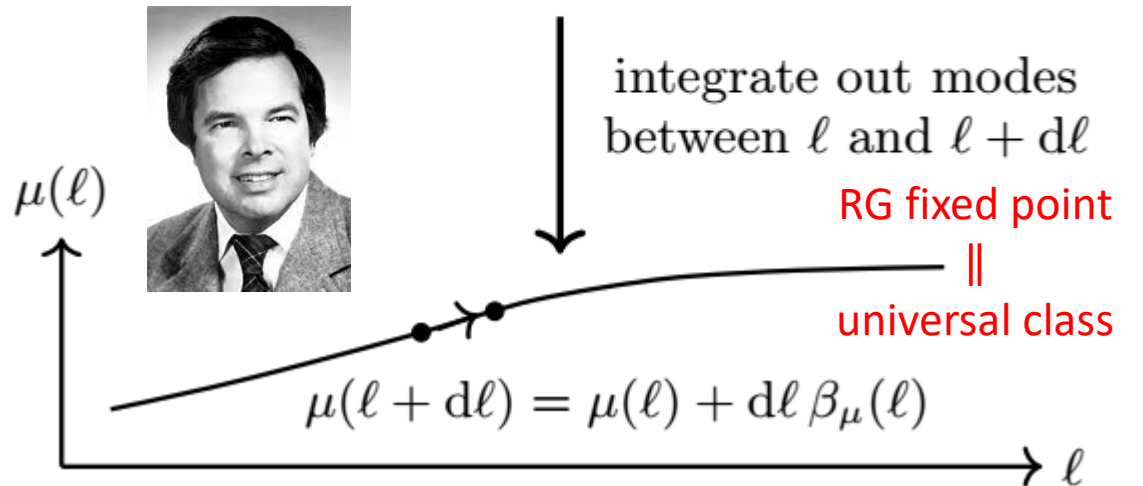 integrate out modes
between ℓ and ℓ + dℓ
μ(ℓ)
RG fixed point
||
universal class
μ(ℓ + dℓ) = μ(ℓ) + dℓ β_μ(ℓ)
ℓ